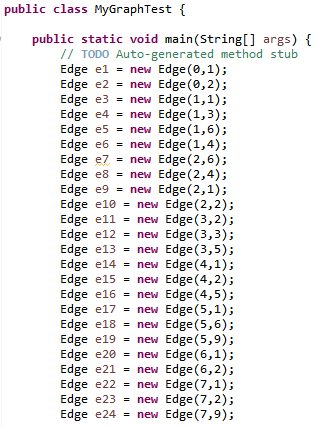 public class MyGraphTest {
public static void main(String[] args) {
// TODO Auto-generated method stub
Edge e1 = new Edge(0,1);
Edge e2 = new Edge(0,2);
Edge e3 = new Edge(1,1);
Edge e4 = new Edge(1,3);
Edge e5 = new Edge(1,6);
Edge e6 = new Edge(1,4);
Edge e7 = new Edge(2,6);
Edge e8 = new Edge(2,4);
Edge e9 = new Edge(2,1);
Edge e10 = new Edge(2,2);
Edge e11 = new Edge(3,2);
Edge e12 = new Edge(3,3);
Edge e13 = new Edge(3,5);
Edge e14 = new Edge(4,1);
Edge e15 = new Edge(4,2);
Edge e16 = new Edge(4,5);
Edge e17 = new Edge(5,1);
Edge e18 = new Edge(5,6);
Edge e19 = new Edge(5,9);
Edge e20 = new Edge(6,1);
Edge e21 = new Edge(6,2);
Edge e22 = new Edge(7,1);
Edge e23 = new Edge(7,2);
Edge e24 = new Edge(7,9);